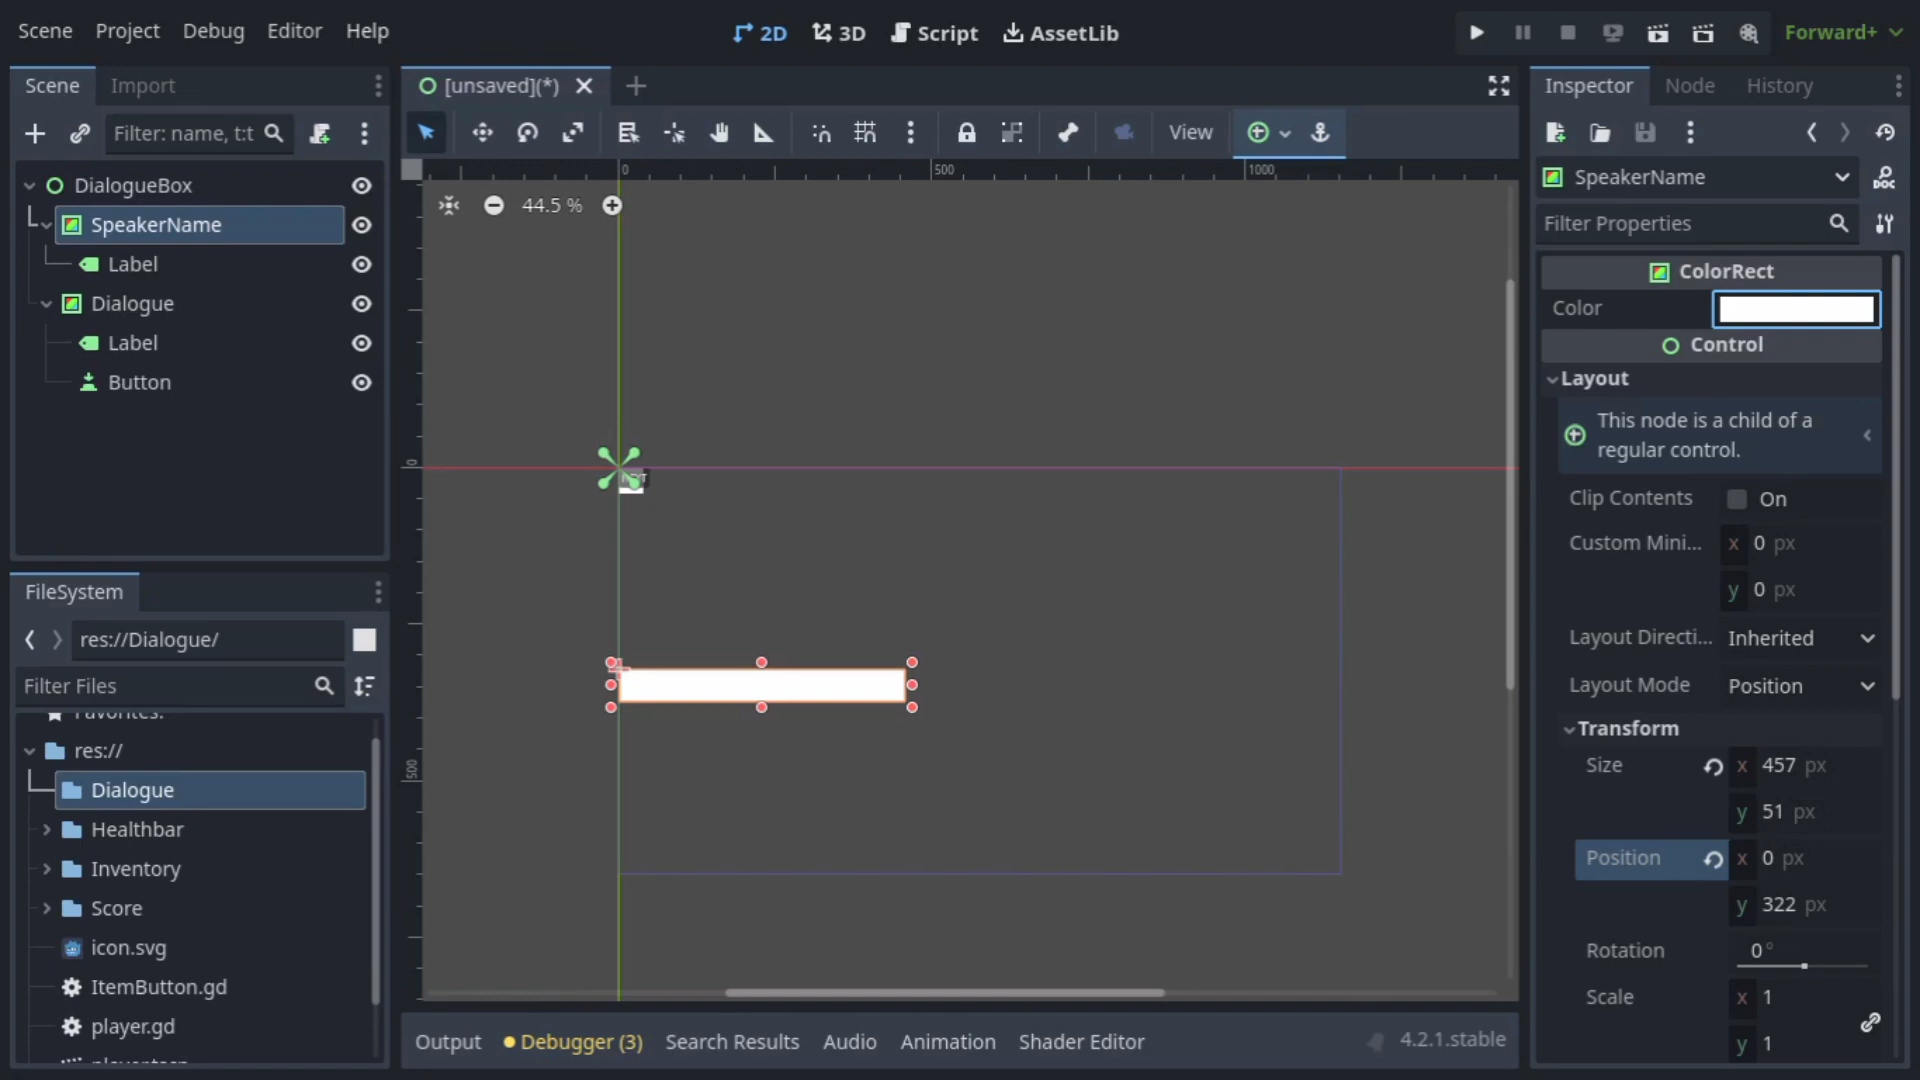 Scene Project Debug Editor Help
2D 3D Script AssetLib
Forward+
Scene Import
Filter: name, t:t
DialogueBox
SpeakerName
Label
Dialogue
Label
Button
FileSystem
res://Dialogue/
Filter Files
Favorites:
res://
Dialogue
Healthbar
Inventory
Score
icon.svg
ItemButton.gd
player.gd
[unsaved](*)
View
0 500 1000
44.5 %
0
500
Output Debugger (3) Search Results Audio Animation Shader Editor 4.2.1.stable
Inspector Node History
SpeakerName
DOC
Filter Properties
ColorRect
Color
Control
Layout
This node is a child of a
regular control.
Clip Contents On
Custom Mini... x 0 px
y 0 px
Layout Directi... Inherited
Layout Mode Position
Transform
Size x 457 px
y 51 px
Position x 0 px
y 322 px
Rotation 0 °
Scale x 1
y 1